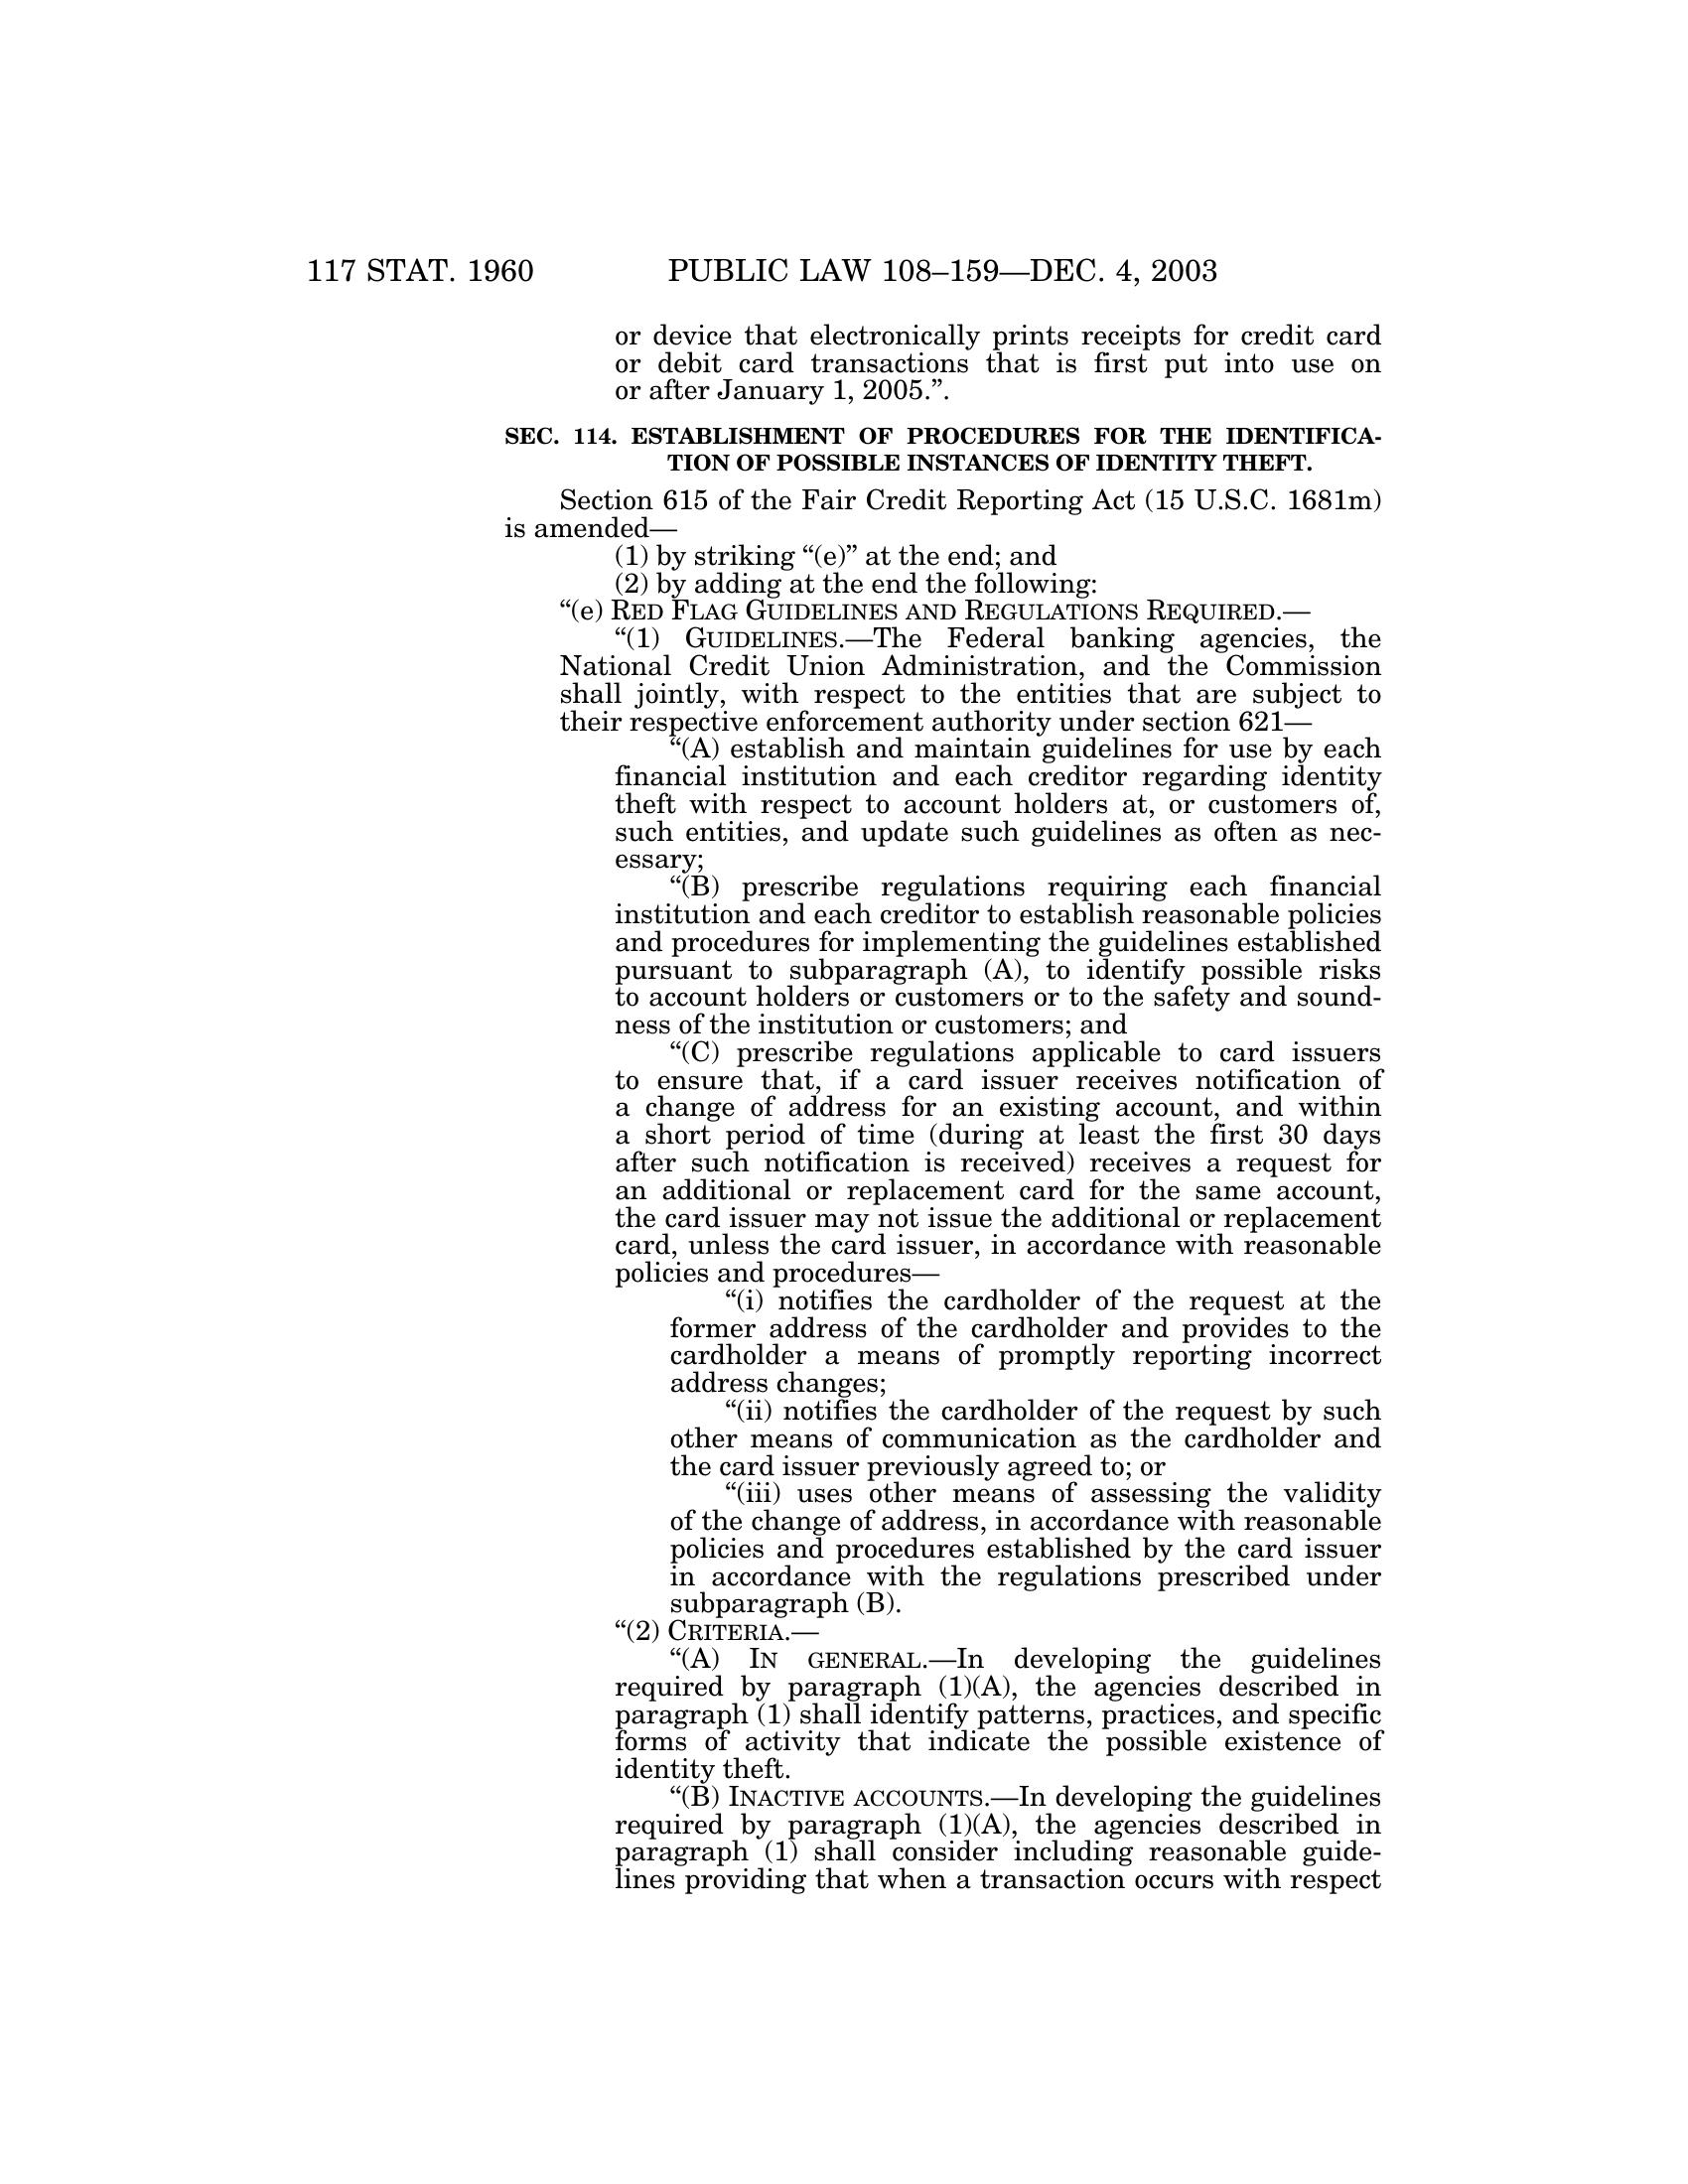 117 STAT. 1960 PUBLIC LAW 108–159—DEC. 4, 2003
or device that electronically prints receipts for credit card
or debit card transactions that is first put into use on
or after January 1, 2005.”.
SEC. 114. ESTABLISHMENT OF PROCEDURES FOR THE IDENTIFICA-
TION OF POSSIBLE INSTANCES OF IDENTITY THEFT.
Section 615 of the Fair Credit Reporting Act (15 U.S.C. 1681m)
is amended—
(1) by striking “(e)” at the end; and
(2) by adding at the end the following:
“(e) RED FLAG GUIDELINES AND REGULATIONS REQUIRED.—
“(1) GUIDELINES.—The Federal banking agencies, the
National Credit Union Administration, and the Commission
shall jointly, with respect to the entities that are subject to
their respective enforcement authority under section 621—
“(A) establish and maintain guidelines for use by each
financial institution and each creditor regarding identity
theft with respect to account holders at, or customers of,
such entities, and update such guidelines as often as nec-
essary;
“(B) prescribe regulations requiring each financial
institution and each creditor to establish reasonable policies
and procedures for implementing the guidelines established
pursuant to subparagraph (A), to identify possible risks
to account holders or customers or to the safety and sound-
ness of the institution or customers; and
“(C) prescribe regulations applicable to card issuers
to ensure that, if a card issuer receives notification of
a change of address for an existing account, and within
a short period of time (during at least the first 30 days
after such notification is received) receives a request for
an additional or replacement card for the same account,
the card issuer may not issue the additional or replacement
card, unless the card issuer, in accordance with reasonable
policies and procedures—
“(i) notifies the cardholder of the request at the
former address of the cardholder and provides to the
cardholder a means of promptly reporting incorrect
address changes;
“(ii) notifies the cardholder of the request by such
other means of communication as the cardholder and
the card issuer previously agreed to; or
“(iii) uses other means of assessing the validity
of the change of address, in accordance with reasonable
policies and procedures established by the card issuer
in accordance with the regulations prescribed under
subparagraph (B).
“(2) CRITERIA.—
“(A) IN GENERAL.—In developing the guidelines
required by paragraph (1)(A), the agencies described in
paragraph (1) shall identify patterns, practices, and specific
forms of activity that indicate the possible existence of
identity theft.
“(B) INACTIVE ACCOUNTS.—In developing the guidelines
required by paragraph (1)(A), the agencies described in
paragraph (1) shall consider including reasonable guide-
lines providing that when a transaction occurs with respect